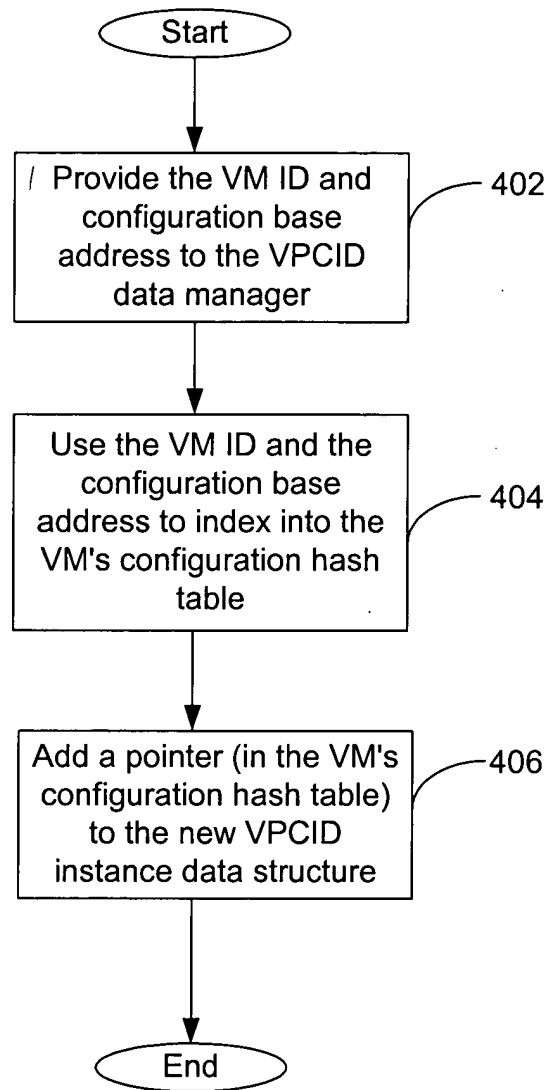 Start
Provide the VM ID and
configuration base
address to the VPCID
data manager
402
Use the VM ID and the
configuration base
address to index into the
VM's configuration hash
table
404
Add a pointer (in the VM's
configuration hash table)
to the new VPCID
instance data structure
406
End